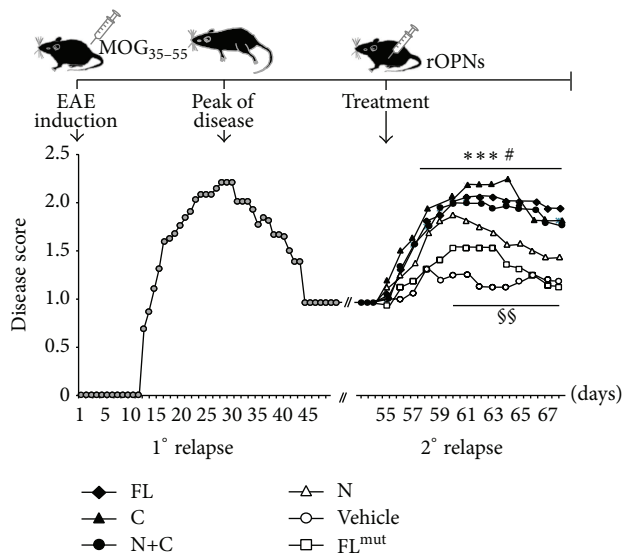 MOG35–55
rOPNs
EAE induction
Peak of disease
Treatment
2.5
2.0
1.5
1.0
0.5
0
Disease score
*** #
§§
//
//
1 5 10 15 20 25 30 35 40 45
55 57 59 61 63 65 67
(days)
1° relapse
2° relapse
FL
C
N+C
N
Vehicle
FLmut